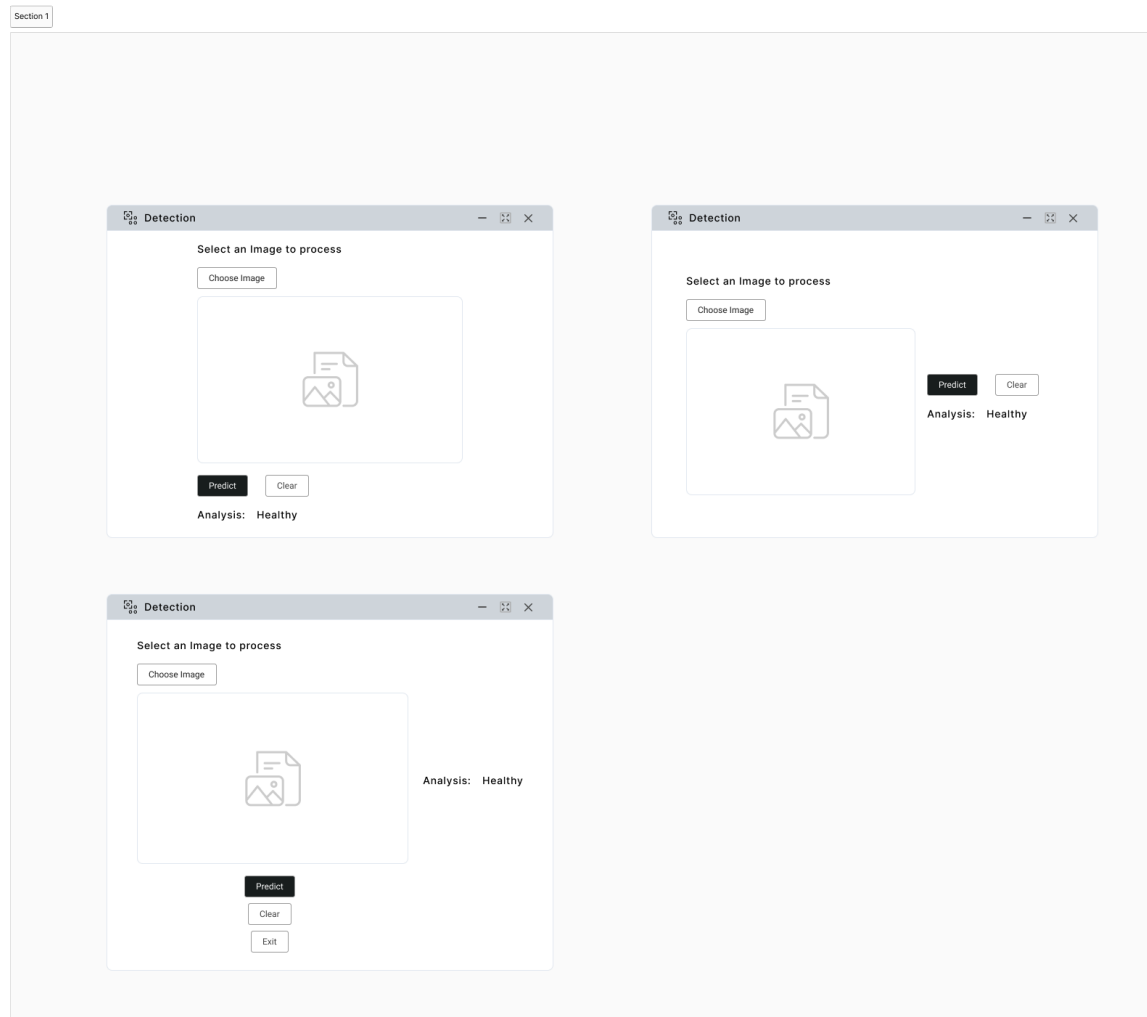 Section 1
Detection
Select an Image to process
Choose Image
Predict Clear
Analysis: Healthy
Detection
Select an Image to process
Choose Image
Predict Clear
Analysis: Healthy
Detection
Select an Image to process
Choose Image
Analysis: Healthy
Predict
Clear
Exit